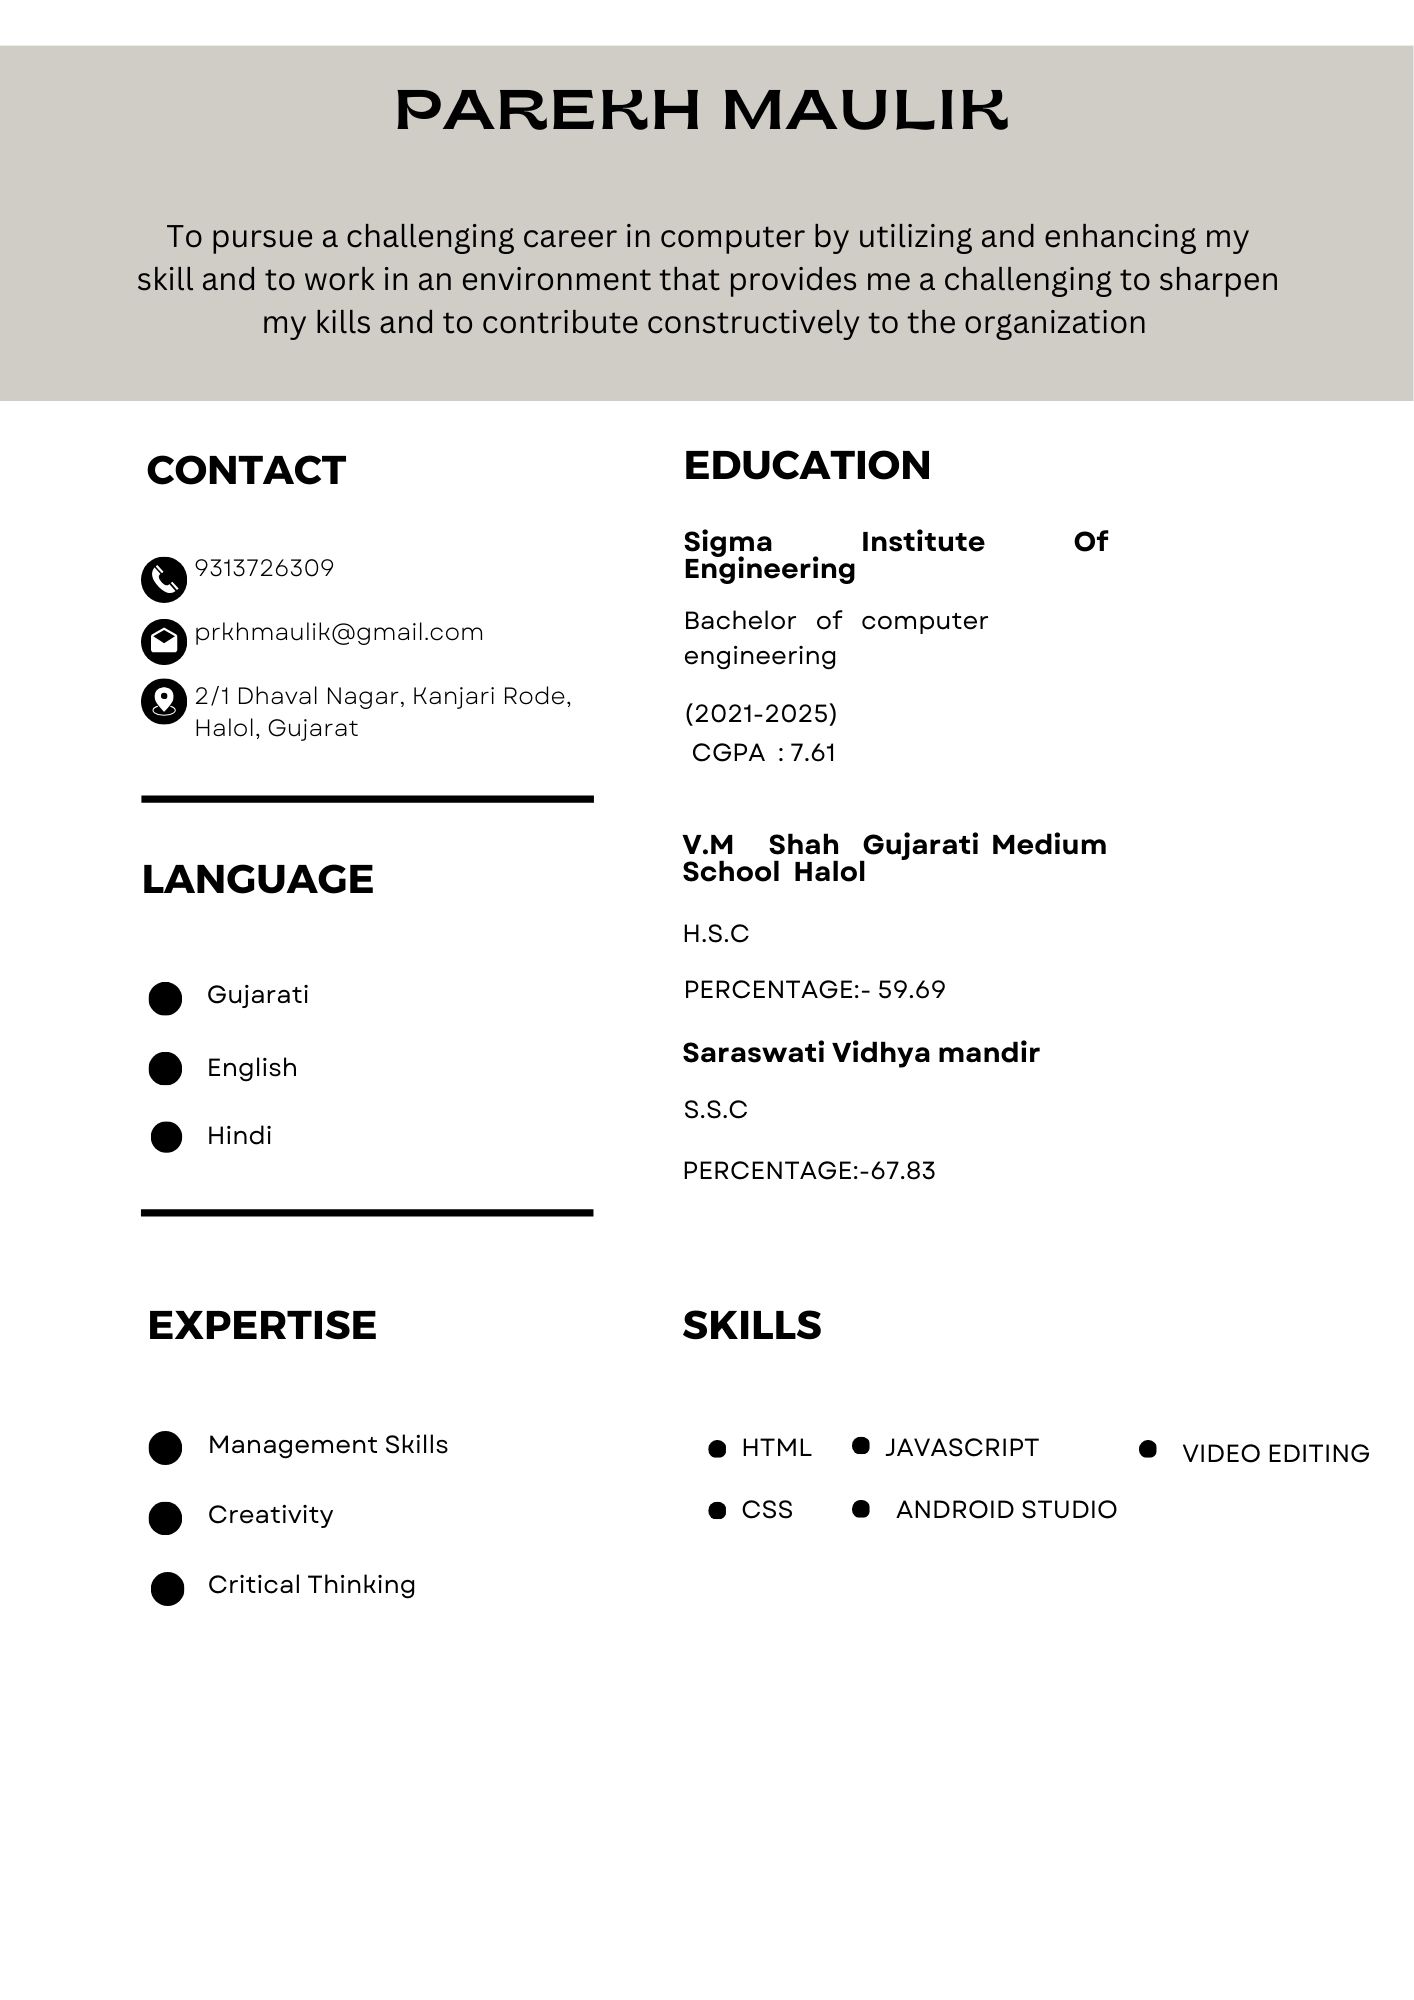 PAREKH MAULIK
To pursue a challenging career in computer by utilizing and enhancing my
skill and to work in an environment that provides me a challenging to sharpen
my kills and to contribute constructively to the organization
CONTACT
9313726309
prkhmaulik@gmail.com
2/1 Dhaval Nagar, Kanjari Rode,
Halol, Gujarat
LANGUAGE
Gujarati
English
Hindi
EXPERTISE
Management Skills
Creativity
Critical Thinking
EDUCATION
Sigma Institute Of
Engineering
Bachelor of computer
engineering
(2021-2025)
CGPA : 7.61
V.M Shah Gujarati Medium
School Halol
H.S.C
PERCENTAGE:- 59.69
Saraswati Vidhya mandir
S.S.C
PERCENTAGE:-67.83
SKILLS
HTML JAVASCRIPT VIDEO EDITING
CSS ANDROID STUDIO